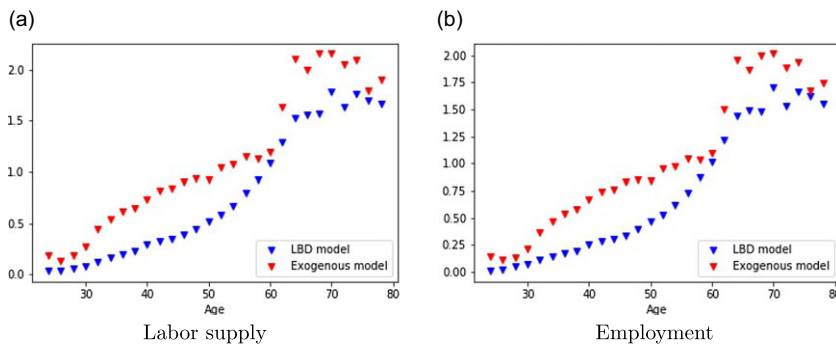 (a)
(b)
2.0
1.5
1.0
0.5
0.0
30
40
50
60
70
80
Age
LBD model
Exogenous model
Labor supply
2.00
1.75
1.50
1.25
1.00
0.75
0.50
0.25
0.00
30
40
50
60
70
80
Age
LBD model
Exogenous model
Employment